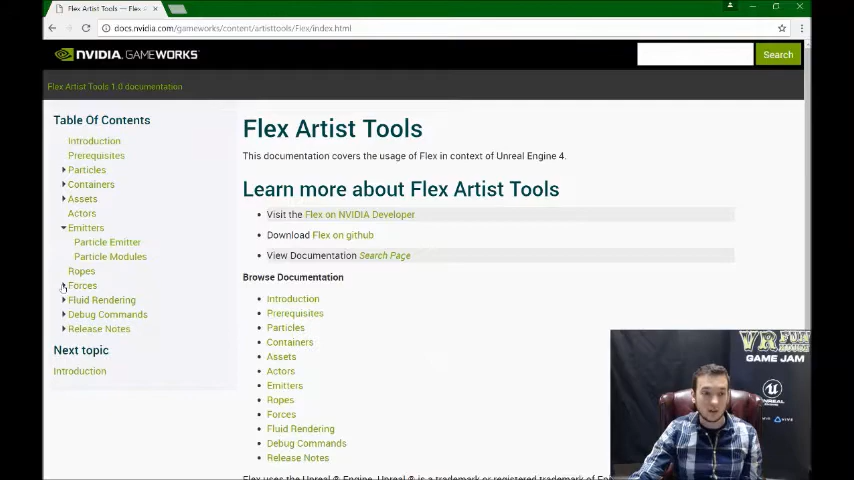 Flex Artist Tools — Flex A
docs.nvidia.com/gameworks/content/artisttools/Flex/index.html
NVIDIA. GAMEWORKS
Search
Flex Artist Tools 1.0 documentation
Table Of Contents
Introduction
Prerequisites
Particles
Containers
Assets
Actors
Emitters
Particle Emitter
Particle Modules
Ropes
Forces
Fluid Rendering
Debug Commands
Release Notes
Next topic
Introduction
Flex Artist Tools
This documentation covers the usage of Flex in context of Unreal Engine 4.
Learn more about Flex Artist Tools
Visit the Flex on NVIDIA Developer
Download Flex on github
View Documentation Search Page
Browse Documentation
Introduction
Prerequisites
Particles
Containers
Assets
Actors
Emitters
Ropes
Forces
Fluid Rendering
Debug Commands
Release Notes
Flex uses the Unreal ® Engine. Unreal ® is a trademark or registered trademark of
VR FUN
HOUSE
GAME JAM
UNREAL
VIVE